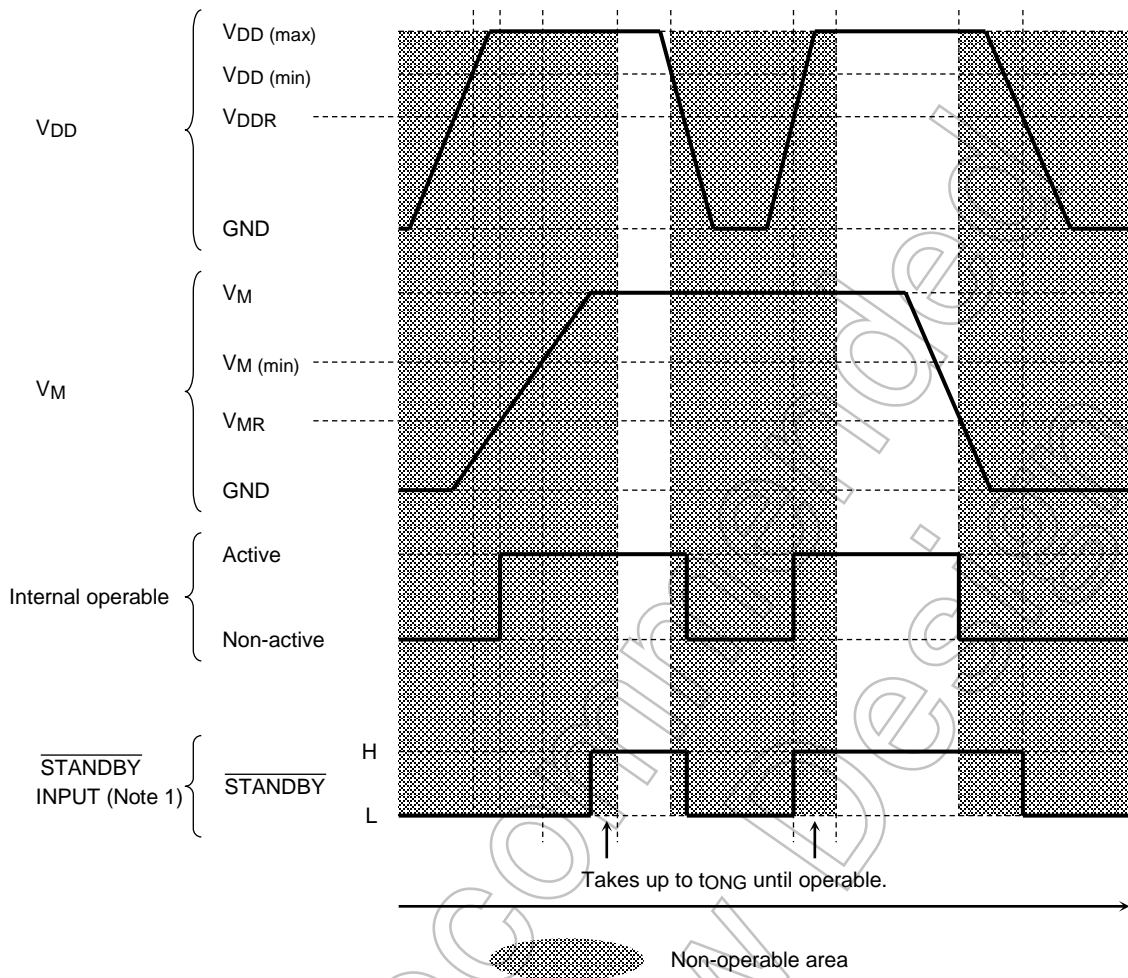 VDD (max)
VDD (min)
VDD
VDDR
GND
VM
VM (min)
VM
VMR
GND
Active
Internal operable
Non-active
STANDBY
INPUT (Note 1)
STANDBY
H
L
Takes up to tONG until operable.
Non-operable area